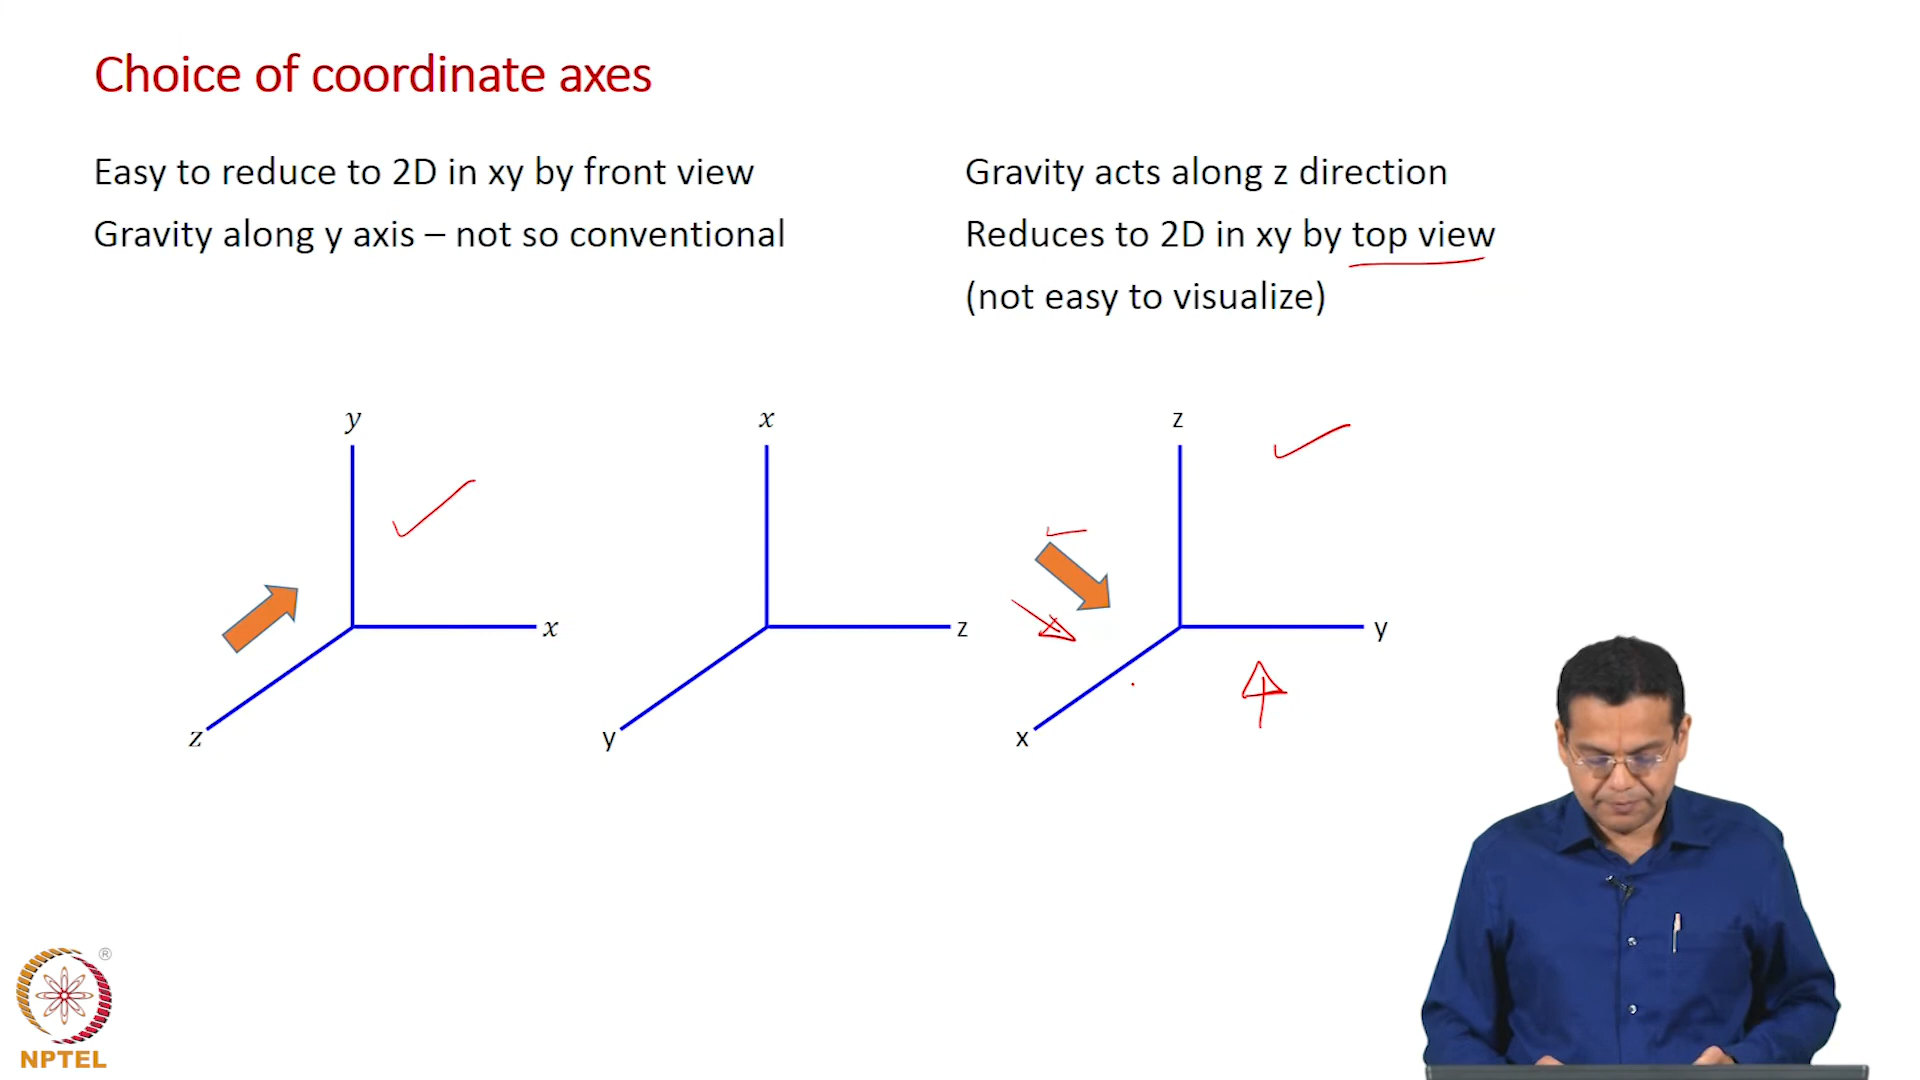 Choice of coordinate axes
Easy to reduce to 2D in xy by front view
Gravity along y axis – not so conventional
Gravity acts along z direction
Reduces to 2D in xy by top view
(not easy to visualize)
y
x
z
x
z
y
z
y
x
®
NPTEL